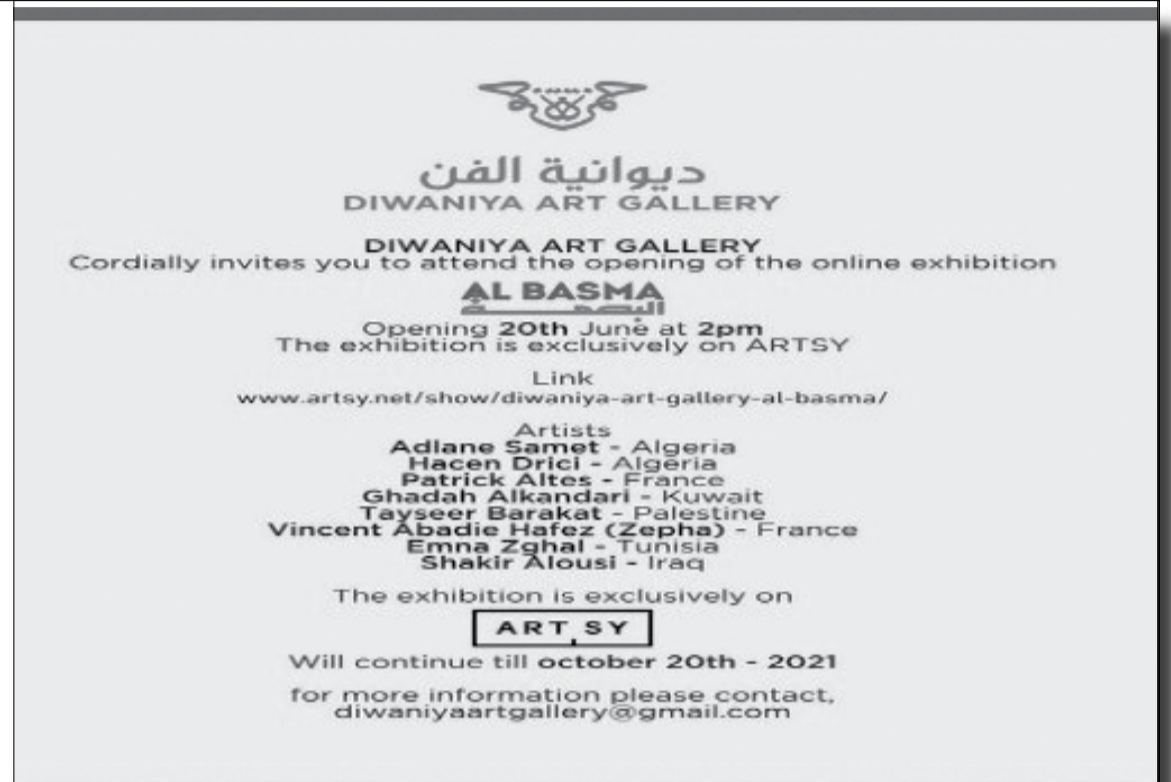 ديوانية الفن
DIWANIYA ART GALLERY
DIWANIYA ART GALLERY
Cordially invites you to attend the opening of the online exhibition
AL BASMA
البصمة
Opening 20th June at 2pm
The exhibition is exclusively on ARTSY
Link
www.artsy.net/show/diwaniya-art-gallery-al-basma/
Artists
Adlane Samet - Algeria
Hacen Drici - Algeria
Patrick Altes - France
Ghadah Alkandari - Kuwait
Tayseer Barakat - Palestine
Vincent Abadie Hafez (Zepha) - France
Emna Zghal - Tunisia
Shakir Alousi - Iraq
The exhibition is exclusively on
ARTSY
Will continue till october 20th - 2021
for more information please contact,
diwaniyaartgallery@gmail.com